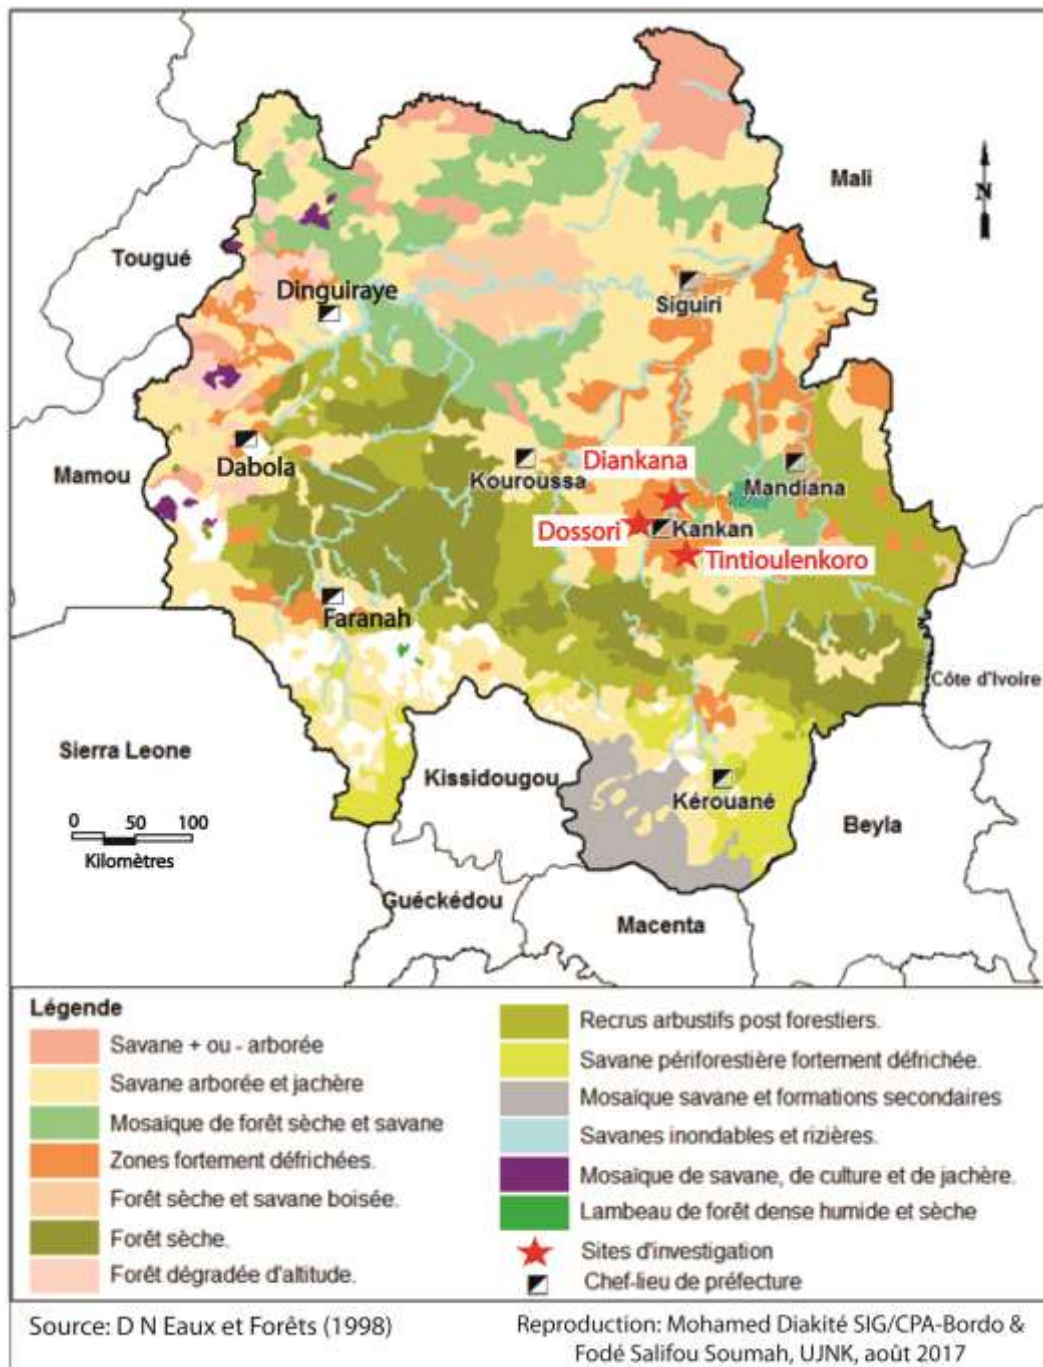 Mali
N
Tougué
Dinguiraye
Siguiri
Mamou
Dabola
Kouroussa
Diankana
Mandiana
Dossori
Kankan
Tintioulenkoro
Faranah
Côte d'Ivoire
Sierra Leone
Kissidougou
Kérouané
Beyla
0 50 100
Kilomètres
Guéckédou
Macenta
Légende
Savane + ou - arborée
Savane arborée et jachère
Mosaïque de forêt sèche et savane
Zones fortement défrichées.
Forêt sèche et savane boisée.
Forêt sèche.
Forêt dégradée d'altitude.
Recrus arbustifs post forestiers.
Savane périforestière fortement défrichée.
Mosaïque savane et formations secondaires
Savanes inondables et rizières.
Mosaïque de savane, de culture et de jachère.
Lambeau de forêt dense humide et sèche
Sites d'investigation
Chef-lieu de préfecture
Source: D N Eaux et Forêts (1998)
Reproduction: Mohamed Diakité SIG/CPA-Bordo &
Fodé Salifou Soumah, UJNK, août 2017